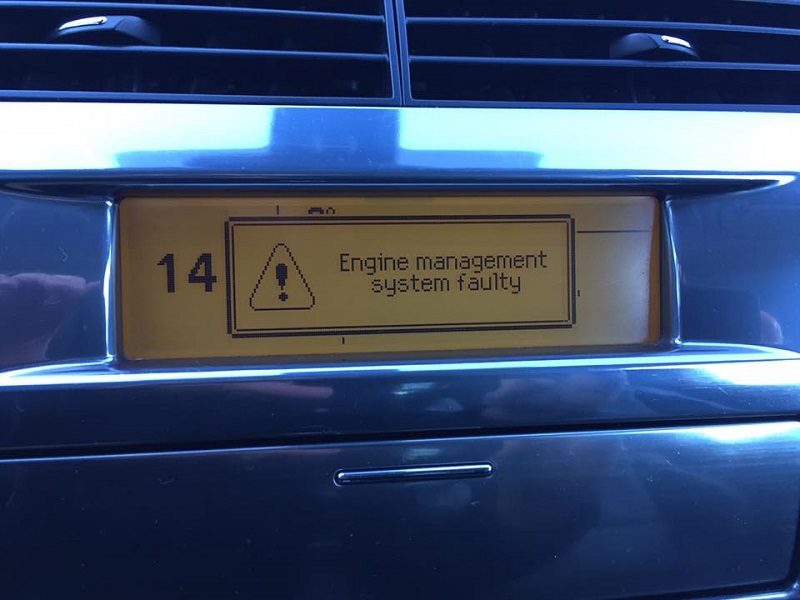 14
Engine management
system faulty